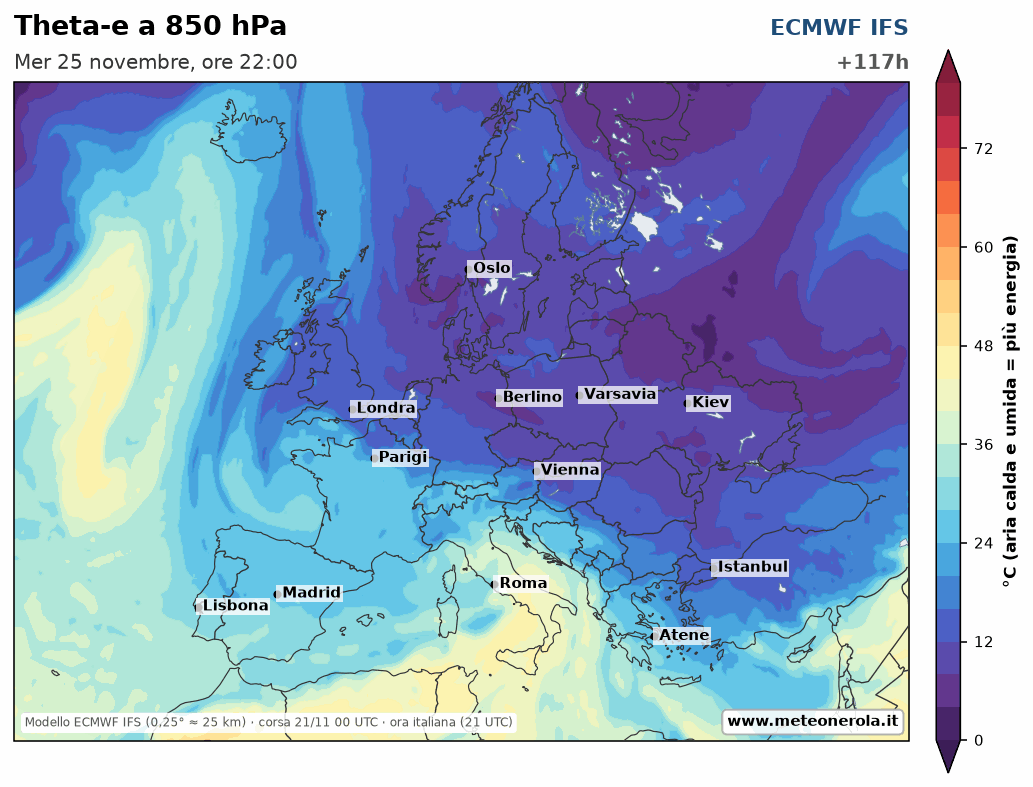 Theta-e a 850 hPa
ECMWF IFS
Mer 25 novembre, ore 22:00
+117h
72
60
48
36
24
12
0
°C (aria calda e umida = più energia)
Oslo
Londra
Berlino
Varsavia
Kiev
Parigi
Vienna
Istanbul
Roma
Madrid
Lisbona
Atene
Modello ECMWF IFS (0,25° ≈ 25 km) · corsa 21/11 00 UTC · ora italiana (21 UTC)
www.meteonerola.it